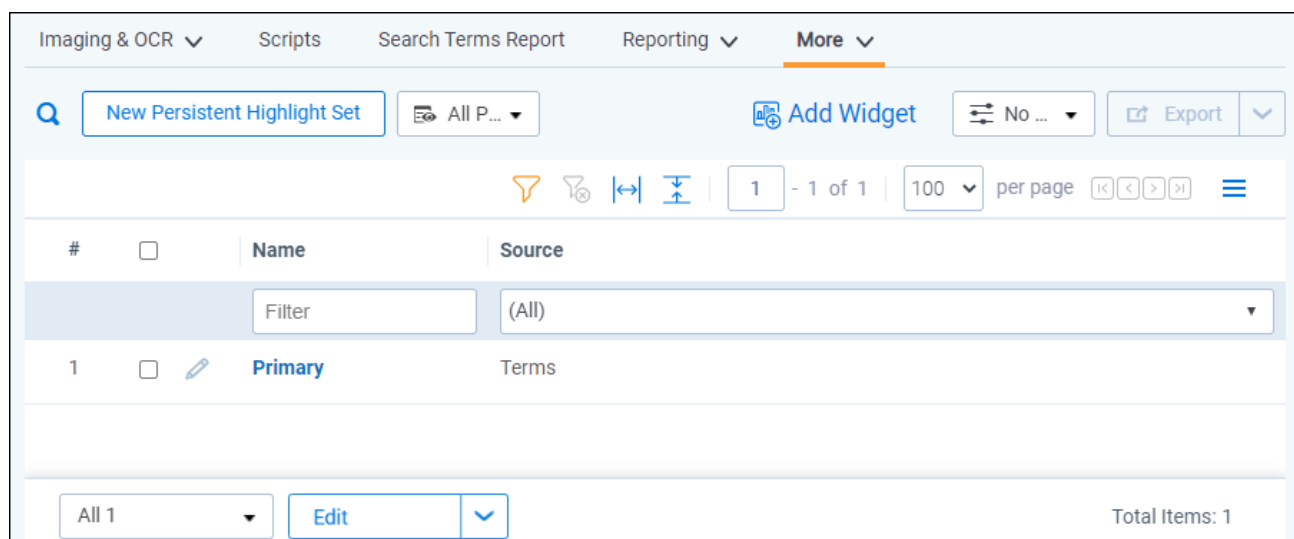 Imaging & OCR Scripts Search Terms Report Reporting More
New Persistent Highlight Set All P... Add Widget No ... Export
1 - 1 of 1 100 per page
# Name Source
Filter (All)
1 Primary Terms
All 1 Edit Total Items: 1